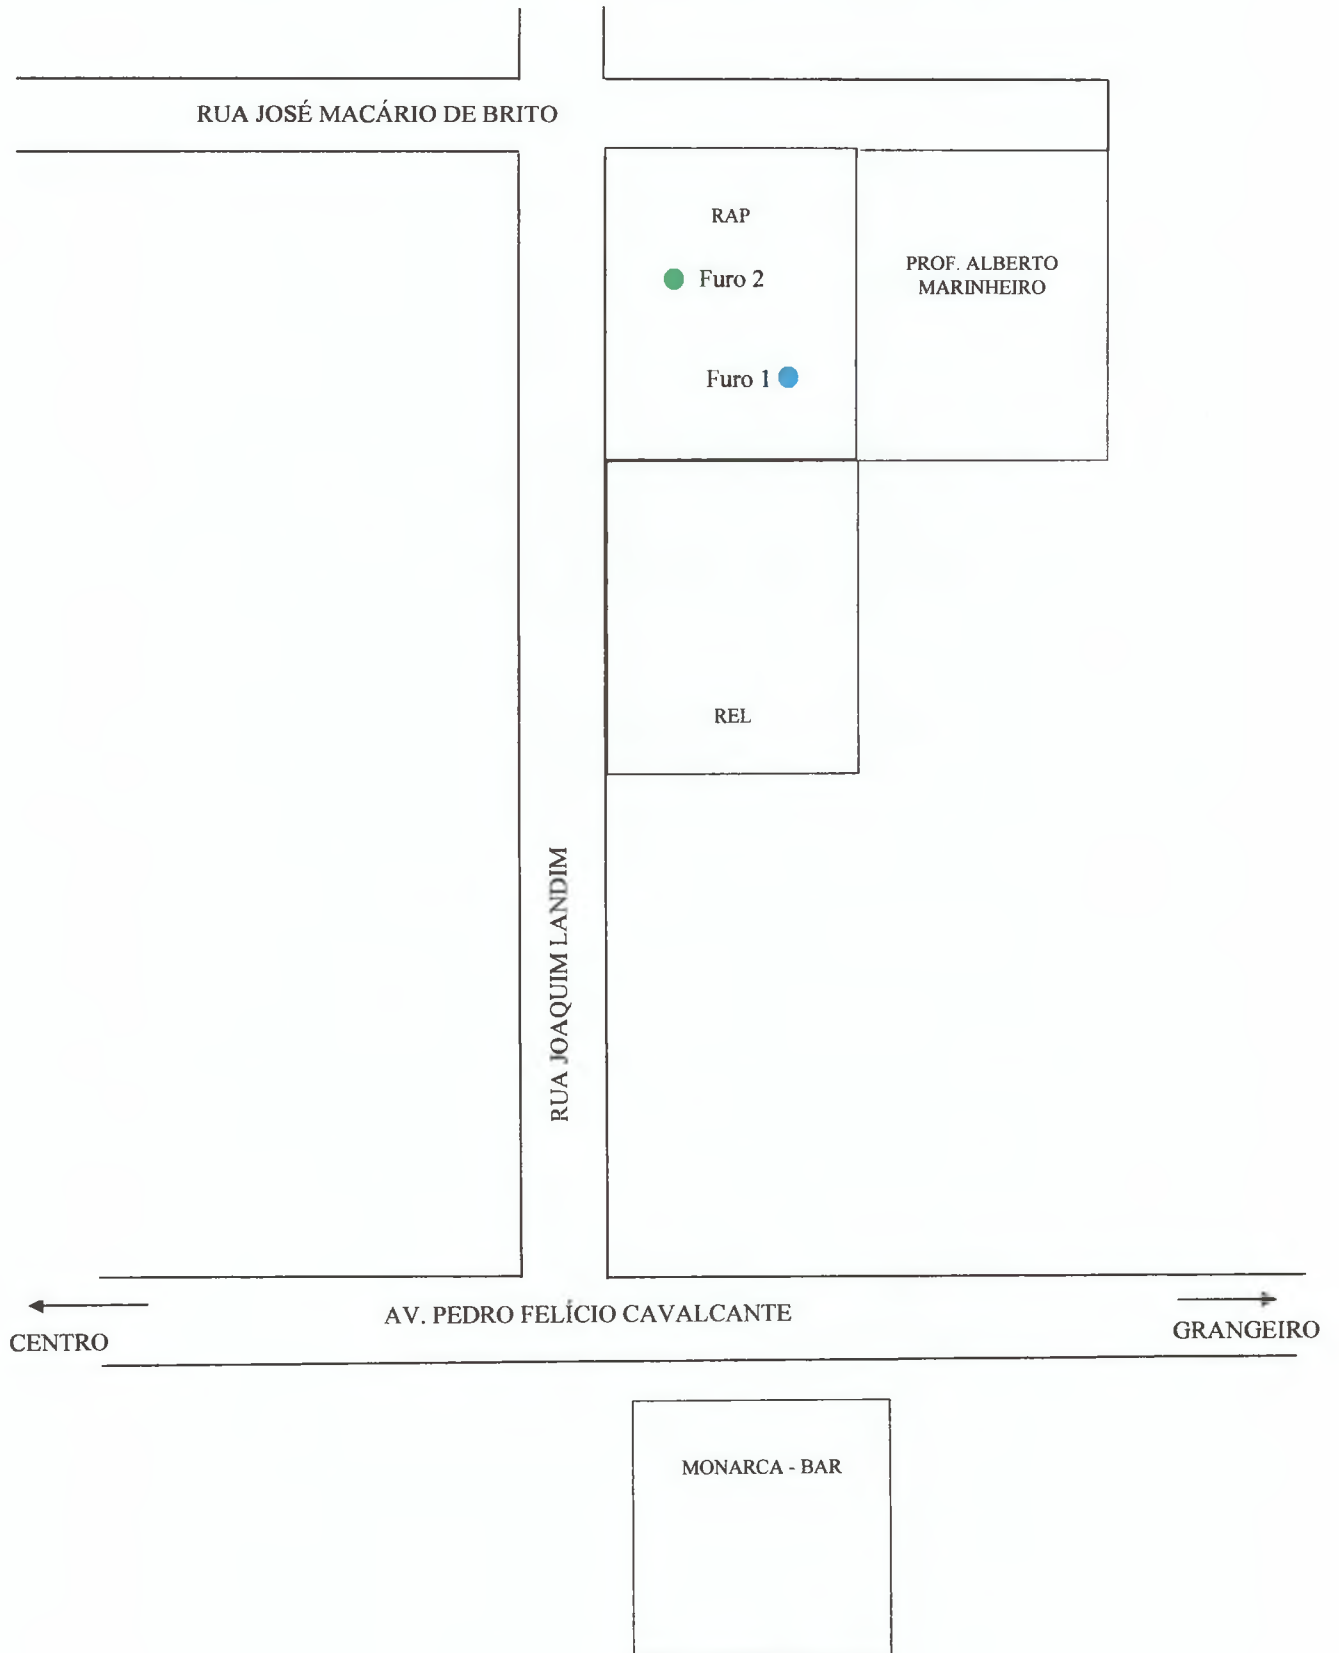 RUA JOSÉ MACÁRIO DE BRITO
RAP
PROF. ALBERTO
MARINHEIRO
Furo 2
Furo 1
REL
RUA JOAQUIM LANDIM
AV. PEDRO FELÍCIO CAVALCANTE
CENTRO
GRANGEIRO
MONARCA - BAR